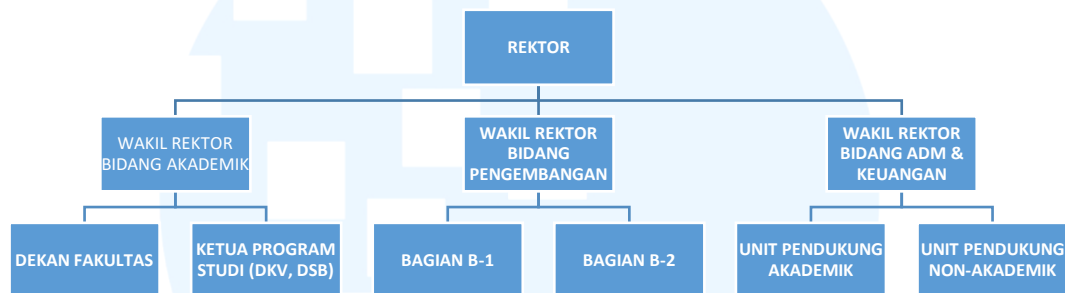 REKTOR
WAKIL REKTOR
BIDANG AKADEMIK
WAKIL REKTOR
BIDANG
PENGEMBANGAN
WAKIL REKTOR
BIDANG ADM &
KEUANGAN
DEKAN FAKULTAS
KETUA PROGRAM
STUDI (DKV, DSB)
BAGIAN B-1
BAGIAN B-2
UNIT PENDUKUNG
AKADEMIK
UNIT PENDUKUNG
NON-AKADEMIK